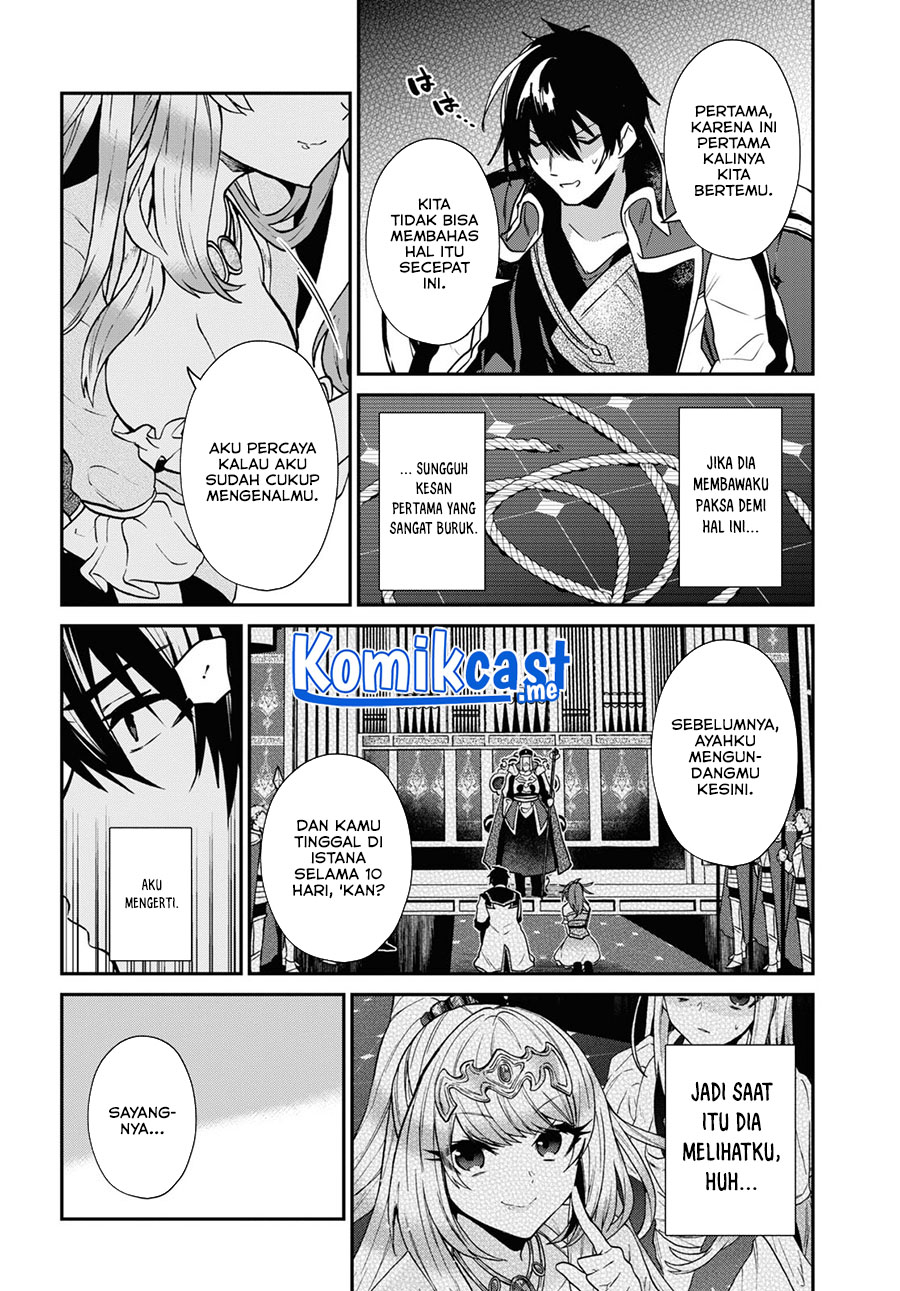 PERTAMA,
KARENA INI
PERTAMA
KALINYA
KITA
BERTEMU.
はは…
KITA
TIDAK BISA
MEMBAHAS
HAL ITU
SECEPAT
INI.
JIKA DIA
MEMBAWAKU
PAKSA DEMI
HAL INI...
... SUNGGUH
KESAN
PERTAMA YANG
SANGAT BURUK.
AKU PERCAYA
KALAU AKU
SUDAH CUKUP
MENGENALMU.
Komikcast
.me
SEBELUMNYA,
AYAHKU
MENGUN-
DANGMU
KESINI.
DAN KAMU
TINGGAL DI
ISTANA
SELAMA 10
HARI, 'KAN?
!
AKU
MENGERTI.
JADI SAAT
ITU DIA
MELIHATKU,
HUH...
SAYANG-
NYA...